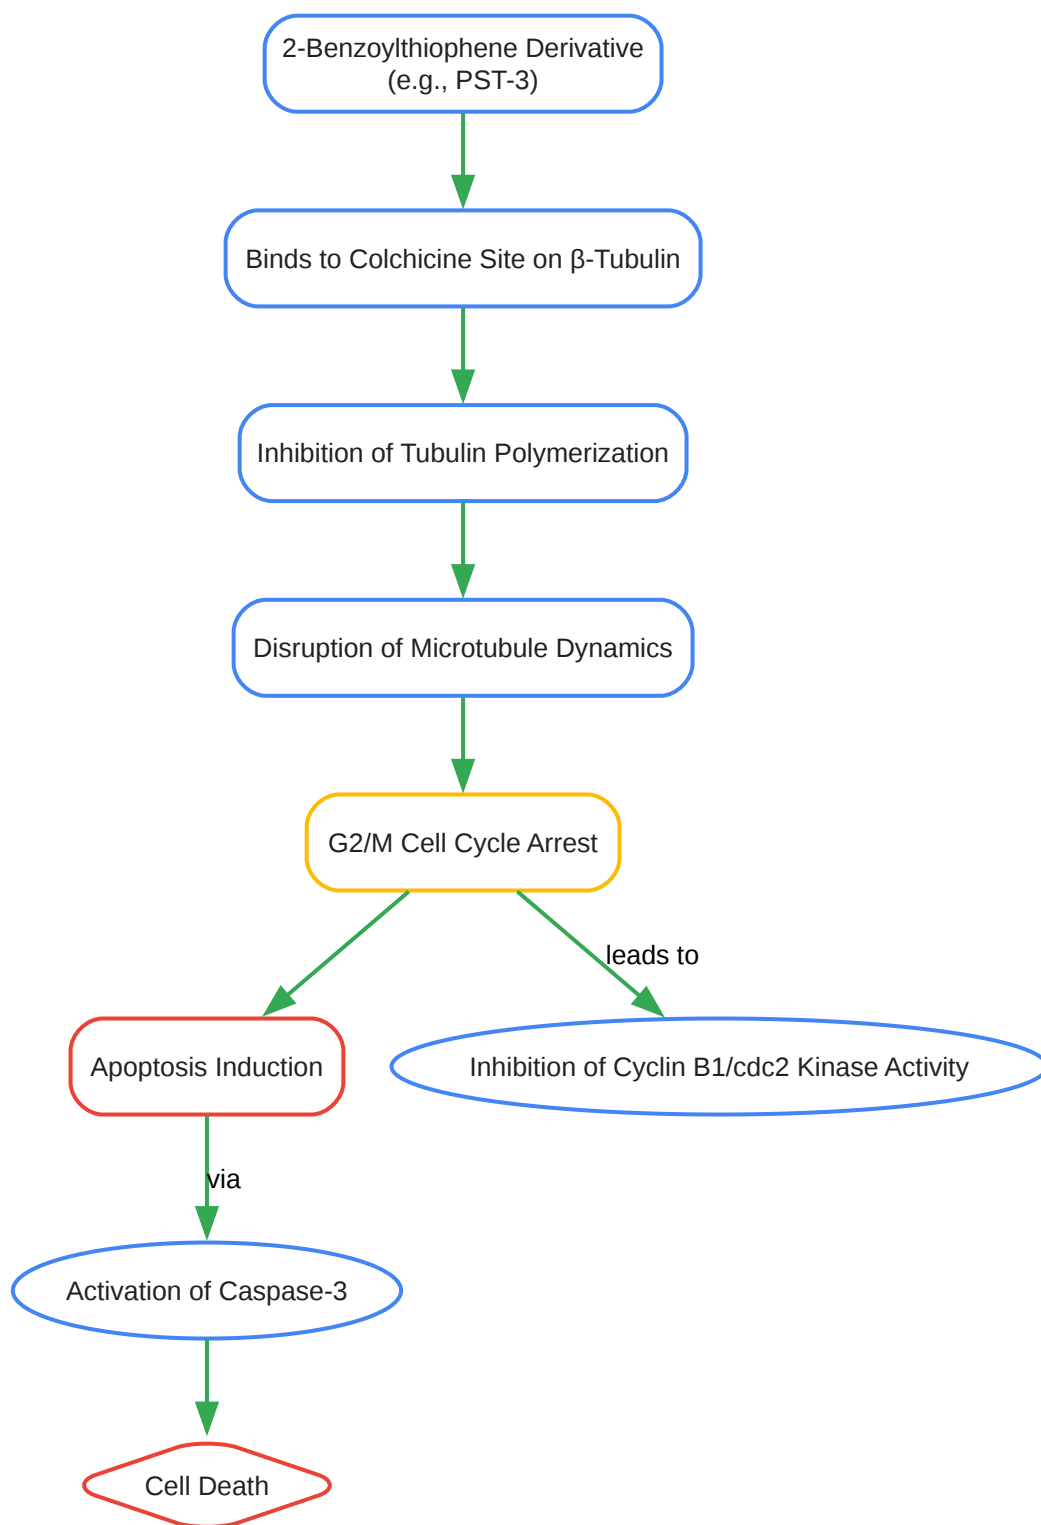 2-Benzoylthiophene Derivative
(e.g., PST-3)
Binds to Colchicine Site on β-Tubulin
Inhibition of Tubulin Polymerization
Disruption of Microtubule Dynamics
G2/M Cell Cycle Arrest
leads to
Apoptosis Induction
Inhibition of Cyclin B1/cdc2 Kinase Activity
via
Activation of Caspase-3
Cell Death